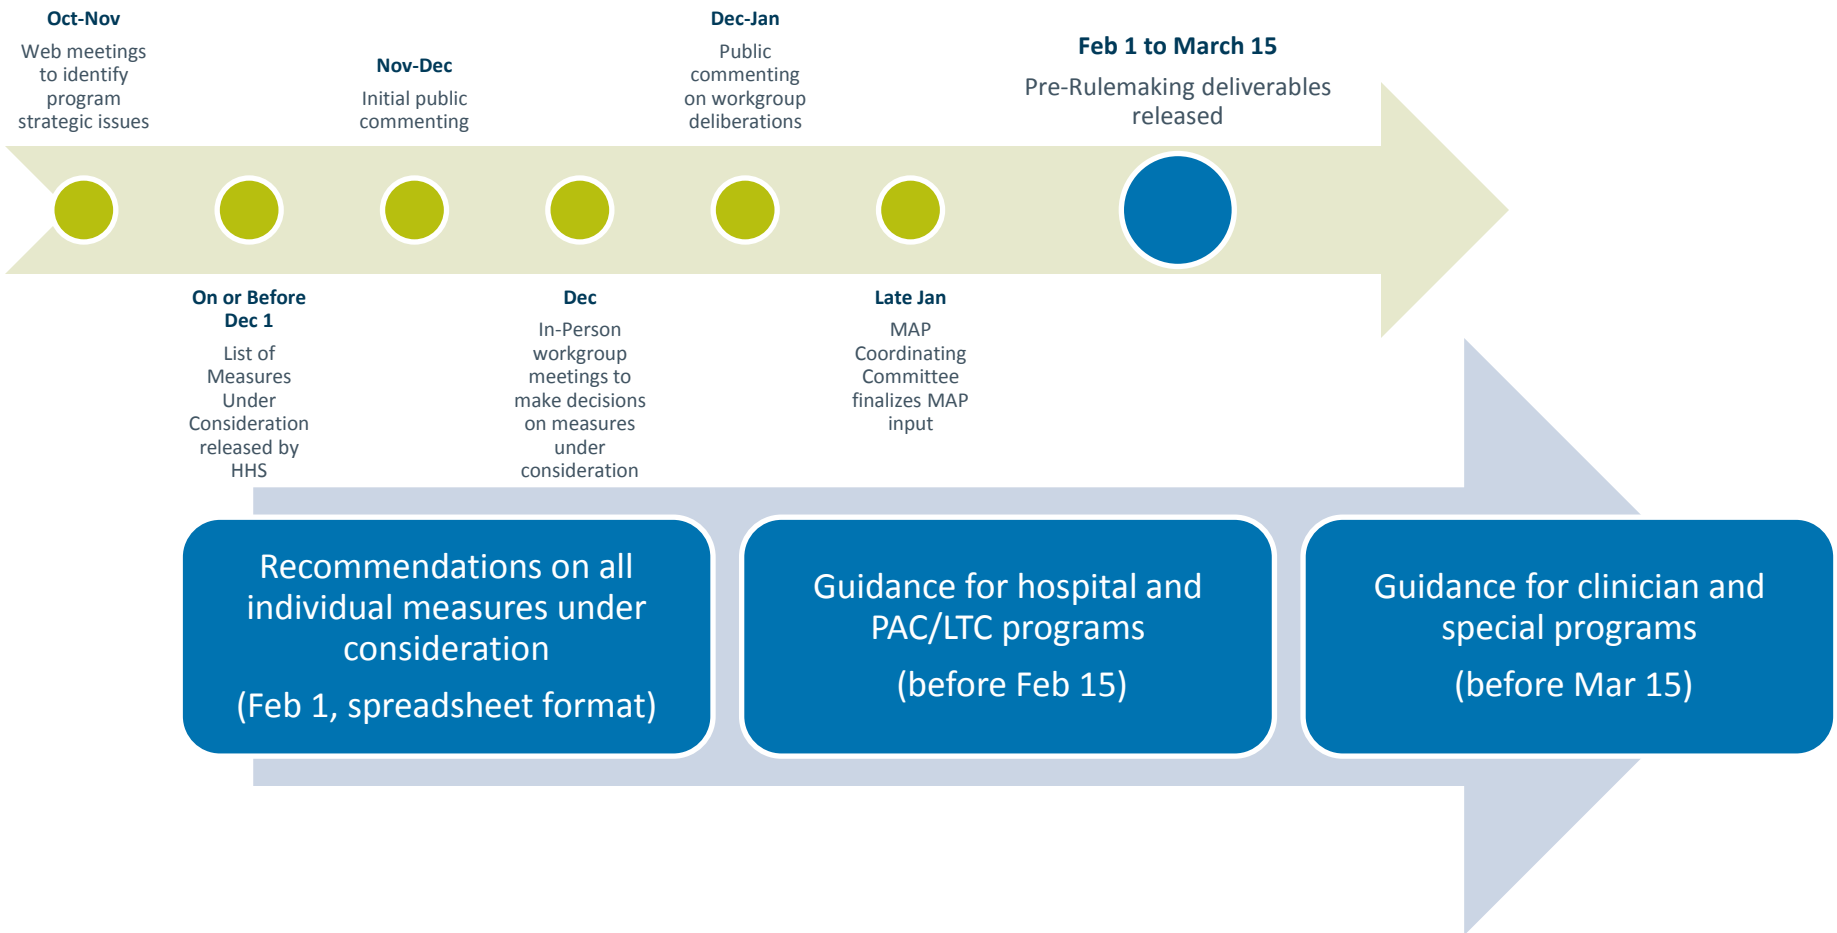 Oct-Nov
Web meetings
to identify
program
strategic issues
On or Before
Dec 1
List of
Measures
Under
Consideration
released by
HHS
Nov-Dec
Initial public
commenting
Dec
In-Person
workgroup
meetings to
make decisions
on measures
under
consideration
Dec-Jan
Public
commenting
on workgroup
deliberations
Late Jan
MAP
Coordinating
Committee
finalizes MAP
input
Feb 1 to March 15
Pre-Rulemaking deliverables
released
Recommendations on all
individual measures under
consideration
(Feb 1, spreadsheet format)
Guidance for hospital and
PAC/LTC programs
(before Feb 15)
Guidance for clinician and
special programs
(before Mar 15)